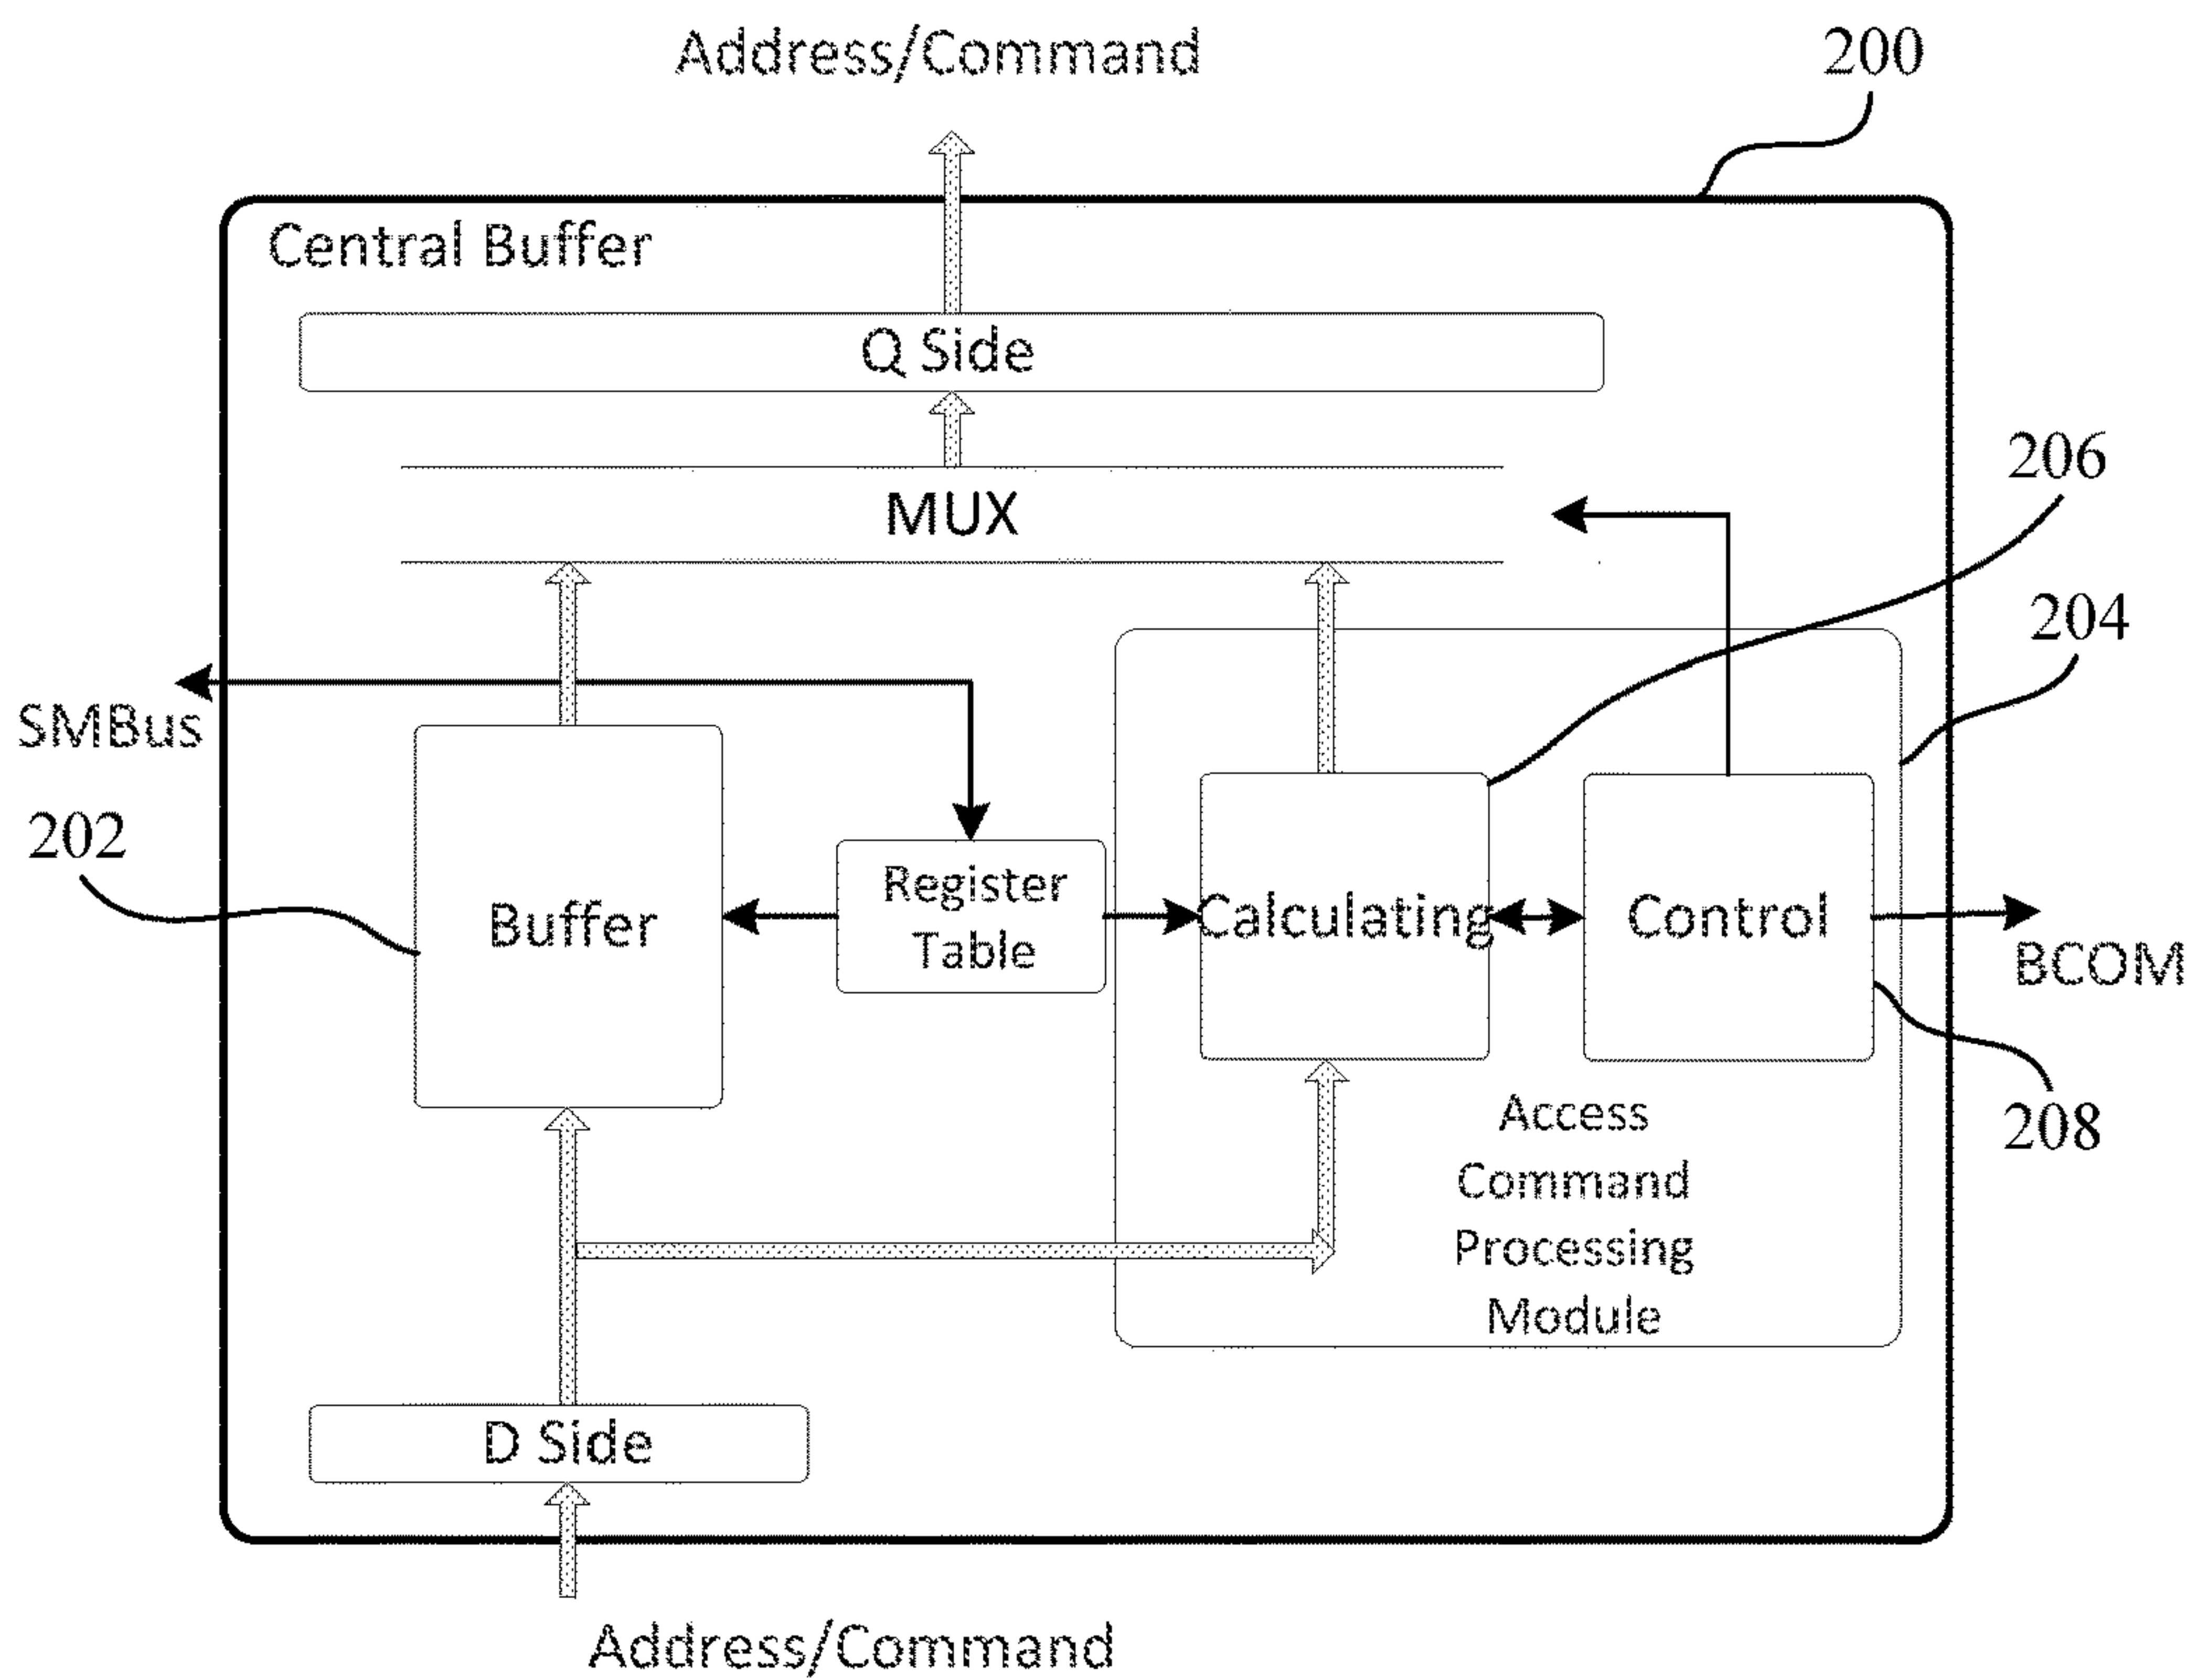 Address/Command
200
Central Buffer
Q Side
206
MUX
204
SMBus
202
Register
Table
Buffer
Calculating
Control
BCOM
208
Access
Command
Processing
Module
D Side
Address/Command